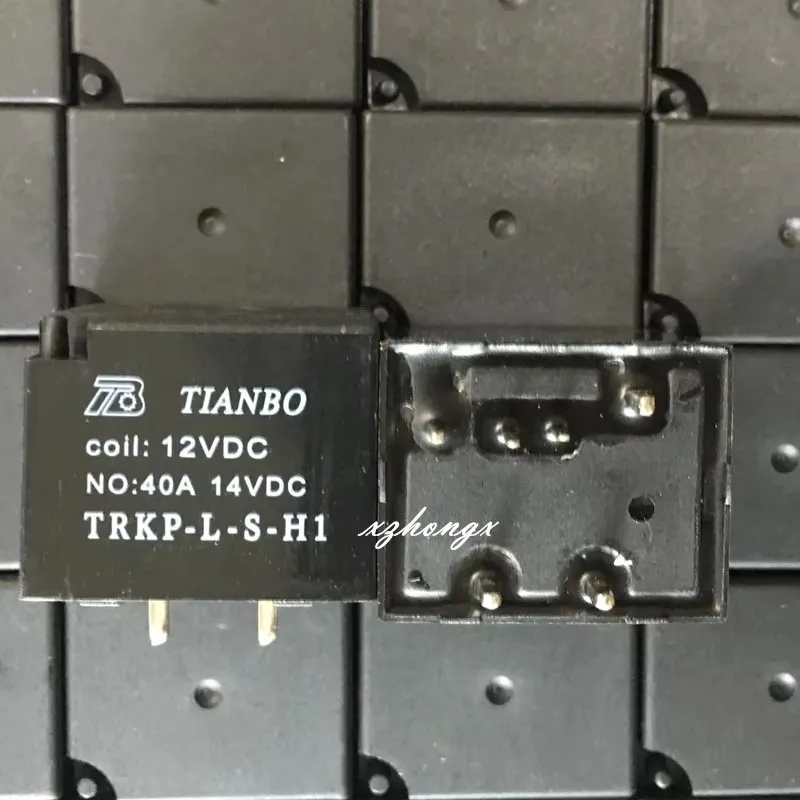 TB TIANBO
coil: 12VDC
NO:40A 14VDC
TRKP-L-S-H1
xzhongx